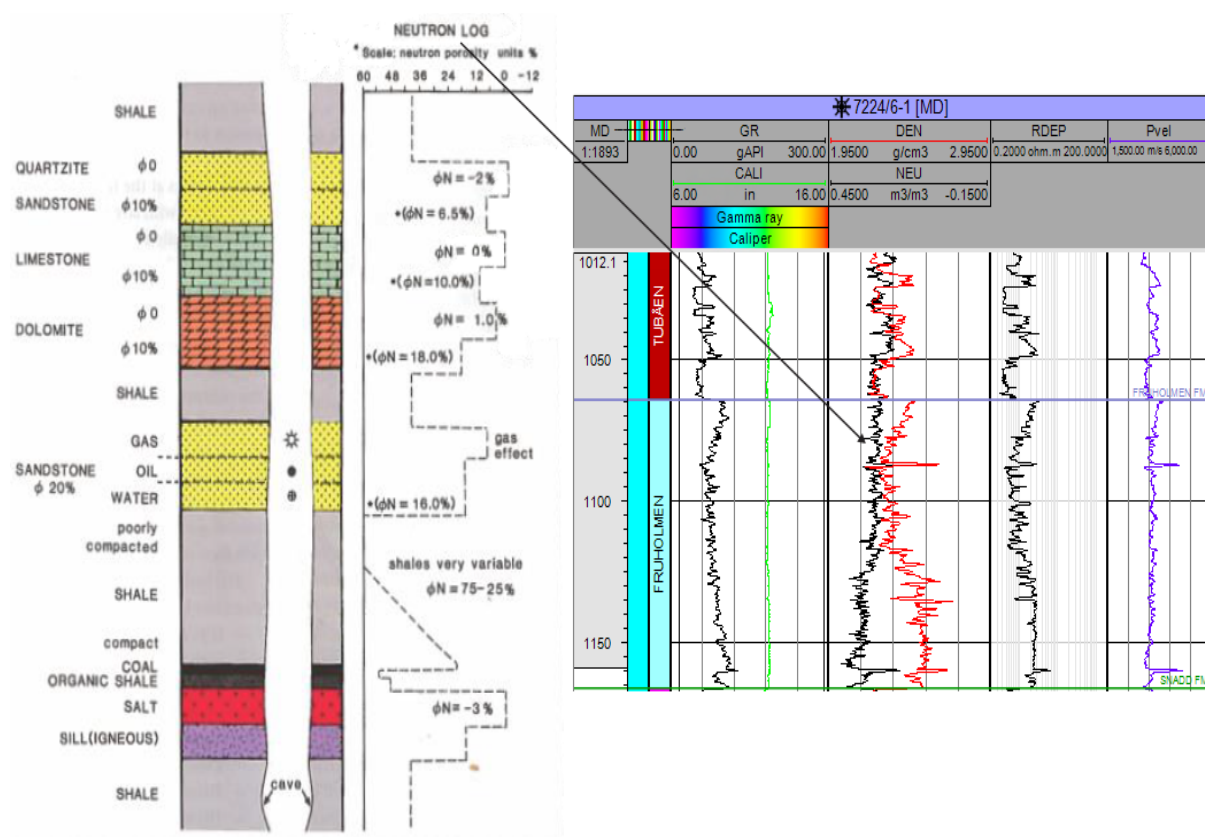 NEUTRON LOG
* Scale: neutron porosity units %
60 48 36 24 12 0 -12
SHALE
QUARTZITE ϕ0
ϕN = -2%
SANDSTONE ϕ10%
*(ϕN = 6.5%)
ϕ0
ϕN = 0%
LIMESTONE
ϕ10%
*(ϕN = 10.0%)
ϕ0
ϕN = 1.0%
DOLOMITE
ϕ10%
*(ϕN = 18.0%)
SHALE
GAS
gas
effect
SANDSTONE OIL
ϕ 20%
WATER
*(ϕN = 16.0%)
poorly
compacted
shales very variable
ϕN = 75-25%
SHALE
compact
COAL
ORGANIC SHALE
SALT
ϕN = -3%
SILL(IGNEOUS)
cave
SHALE
7224/6-1 [MD]
MD GR DEN RDEP Pvel
1:1893 0.00 gAPI 300.00 1.9500 g/cm3 2.9500 0.2000 ohm.m 200.0000 1,500.00 m/s 6,000.00
CALI NEU
6.00 in 16.00 0.4500 m3/m3 -0.1500
Gamma ray
Caliper
1012.1
TUBÅEN
1050
FRUHOLMEN FM
1100
FRUHOLMEN
1150
SNADD FM